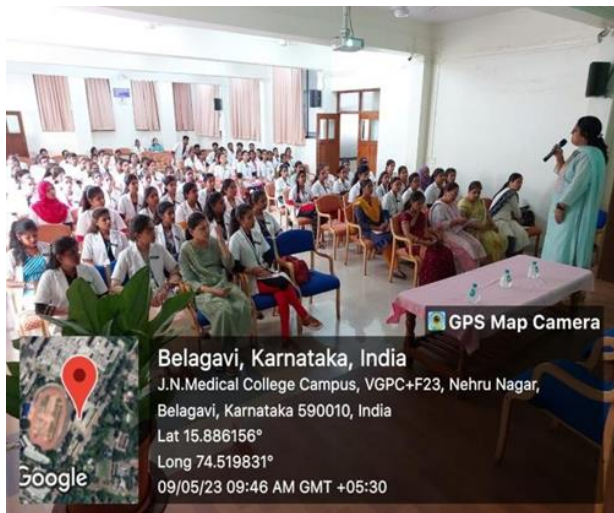 GPS Map Camera
Belagavi, Karnataka, India
J.N.Medical College Campus, VGPC+F23, Nehru Nagar,
Belagavi, Karnataka 590010, India
Lat 15.886156°
Long 74.519831°
09/05/23 09:46 AM GMT +05:30
Google